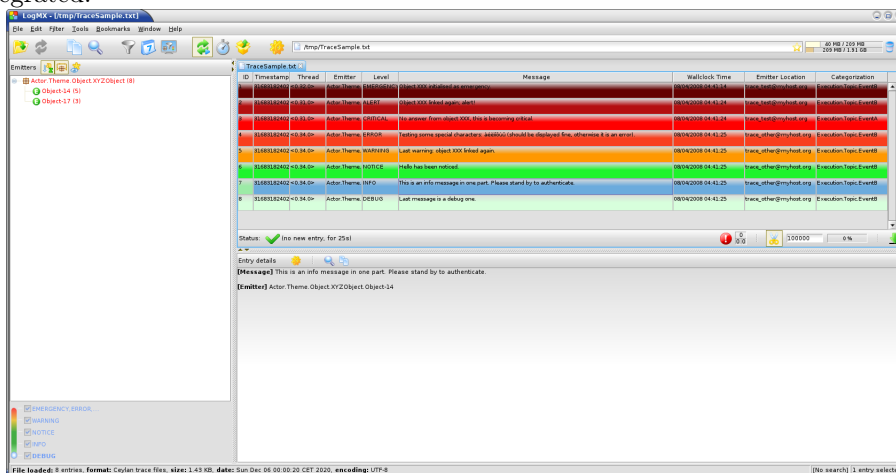 egrated.
LogMX - [/tmp/TraceSample.txt]
File Edit Filter Tools Bookmarks Window Help
/tmp/TraceSample.txt
40 MB / 209 MB
209 MB / 1.91 GB
Emitters
Actor.Theme.Object.XYZObject (8)
Object-14 (5)
Object-17 (3)
TraceSample.txt
ID Timestamp Thread Emitter Level Message Wallclock Time Emitter Location Categorization
1 31683182402 <0.32.0> Actor.Theme. EMERGENCY Object XXX initialised as emergency. 08/04/2008 04:41:14 trace_test@myhost.org Execution.Topic.EventB
2 31683182402 <0.31.0> Actor.Theme. ALERT Object XXX linked again: alert! 08/04/2008 04:41:24 trace_test@myhost.org Execution.Topic.EventB
3 31683182402 <0.31.0> Actor.Theme. CRITICAL No answer from object XXX, this is becoming critical. 08/04/2008 04:41:24 trace_test@myhost.org Execution.Topic.EventA
4 31683182402 <0.34.0> Actor.Theme. ERROR Testing some special characters: (should be displayed fine, otherwise it is an error). 08/04/2008 04:41:25 trace_other@myhost.org Execution.Topic.EventB
5 31683182402 <0.34.0> Actor.Theme. WARNING Last warning: object XXX linked again. 08/04/2008 04:41:25 trace_other@myhost.org Execution.Topic.EventB
6 31683182402 <0.34.0> Actor.Theme. NOTICE Hello has been noticed. 08/04/2008 04:41:25 trace_other@myhost.org Execution.Topic.EventB
7 31683182402 <0.34.0> Actor.Theme. INFO This is an info message in one part. Please stand by to authenticate. 08/04/2008 04:41:25 trace_other@myhost.org Execution.Topic.EventB
8 31683182402 <0.34.0> Actor.Theme. DEBUG Last message is a debug one. 08/04/2008 04:41:25 trace_other@myhost.org Execution.Topic.EventB
Status: (no new entry, for 25s) 0 0 0 100000 0 %
Entry details
[Message] This is an info message in one part. Please stand by to authenticate.
[Emitter] Actor.Theme.Object.XYZObject.Object-14
EMERGENCY,ERROR,...
WARNING
NOTICE
INFO
DEBUG
File loaded: 8 entries, format: Ceylan trace files, size: 1.43 KB, date: Sun Dec 06 00:00:20 CET 2020, encoding: UTF-8 [No search] 1 entry select